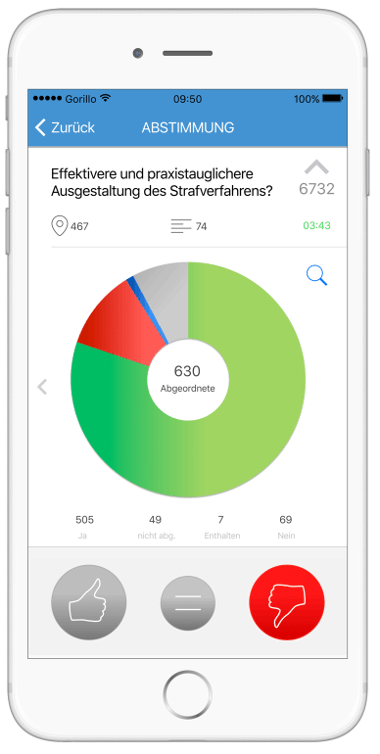 Gorillo 09:50 100%
Zurück ABSTIMMUNG
Effektivere und praxistauglichere
Ausgestaltung des Strafverfahrens?
6732
467 74 03:43
630
Abgeordnete
505 49 7 69
Ja nicht abg. Enthalten Nein